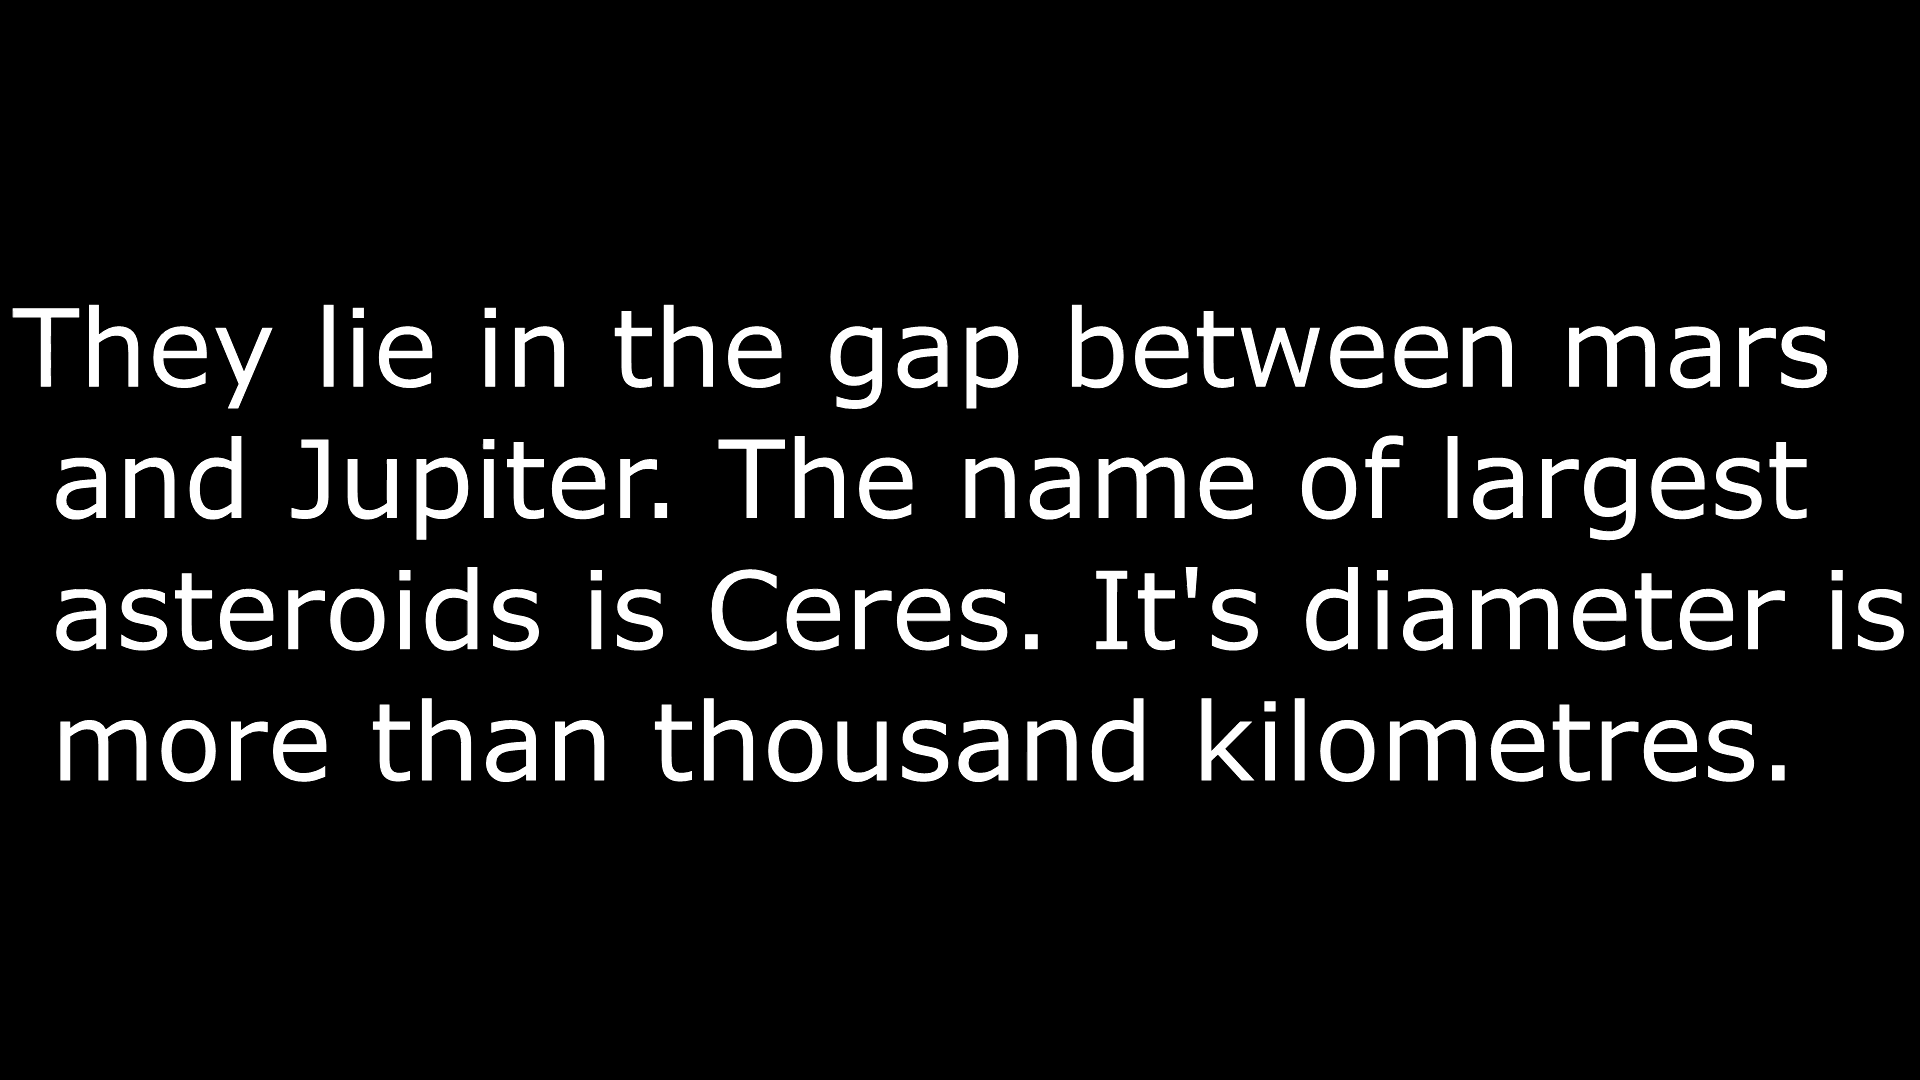 They lie in the gap between mars
and Jupiter. The name of largest
asteroids is Ceres. It's diameter is
more than thousand kilometres.